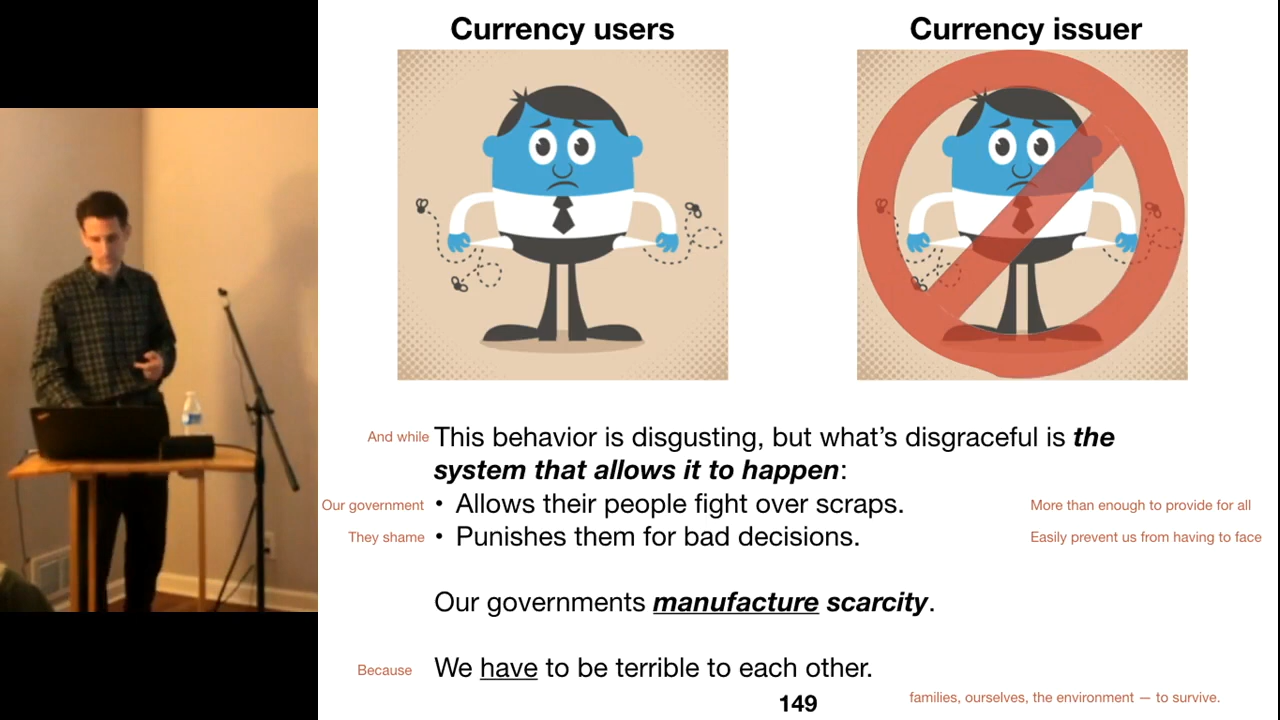 Currency users
Currency issuer
And while This behavior is disgusting, but what's disgraceful is the
system that allows it to happen:
Our government • Allows their people fight over scraps. More than enough to provide for all
They shame • Punishes them for bad decisions. Easily prevent us from having to face
Our governments manufacture scarcity.
Because We have to be terrible to each other.
families, ourselves, the environment — to survive.
149